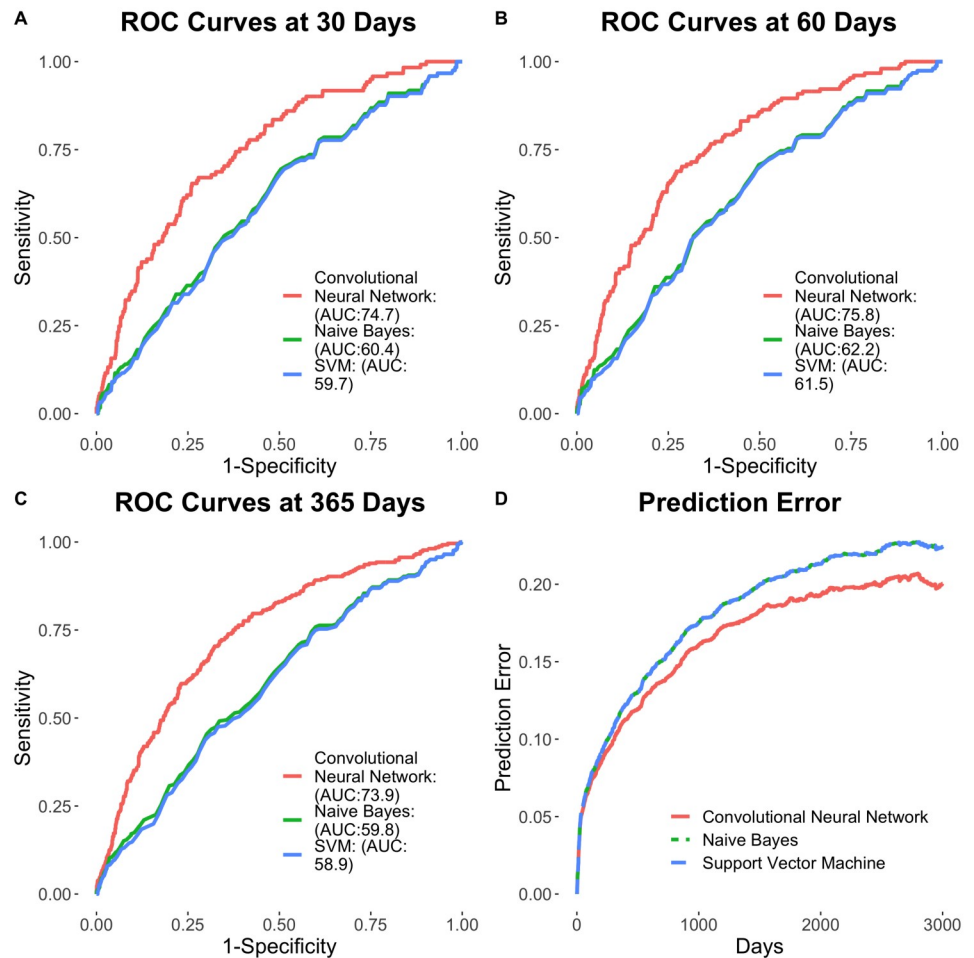 A
ROC Curves at 30 Days
1.00
0.75
0.50
0.25
0.00
Sensitivity
Convolutional
Neural Network:
(AUC:74.7)
Naive Bayes:
(AUC:60.4)
SVM: (AUC:
59.7)
0.00 0.25 0.50 0.75 1.00
1-Specificity
B
ROC Curves at 60 Days
1.00
0.75
0.50
0.25
0.00
Sensitivity
Convolutional
Neural Network:
(AUC:75.8)
Naive Bayes:
(AUC:62.2)
SVM: (AUC:
61.5)
0.00 0.25 0.50 0.75 1.00
1-Specificity
C
ROC Curves at 365 Days
1.00
0.75
0.50
0.25
0.00
Sensitivity
Convolutional
Neural Network:
(AUC:73.9)
Naive Bayes:
(AUC:59.8)
SVM: (AUC:
58.9)
0.00 0.25 0.50 0.75 1.00
1-Specificity
D
Prediction Error
0.20
0.15
0.10
0.05
0.00
Prediction Error
Convolutional Neural Network
Naive Bayes
Support Vector Machine
0 1000 2000 3000
Days